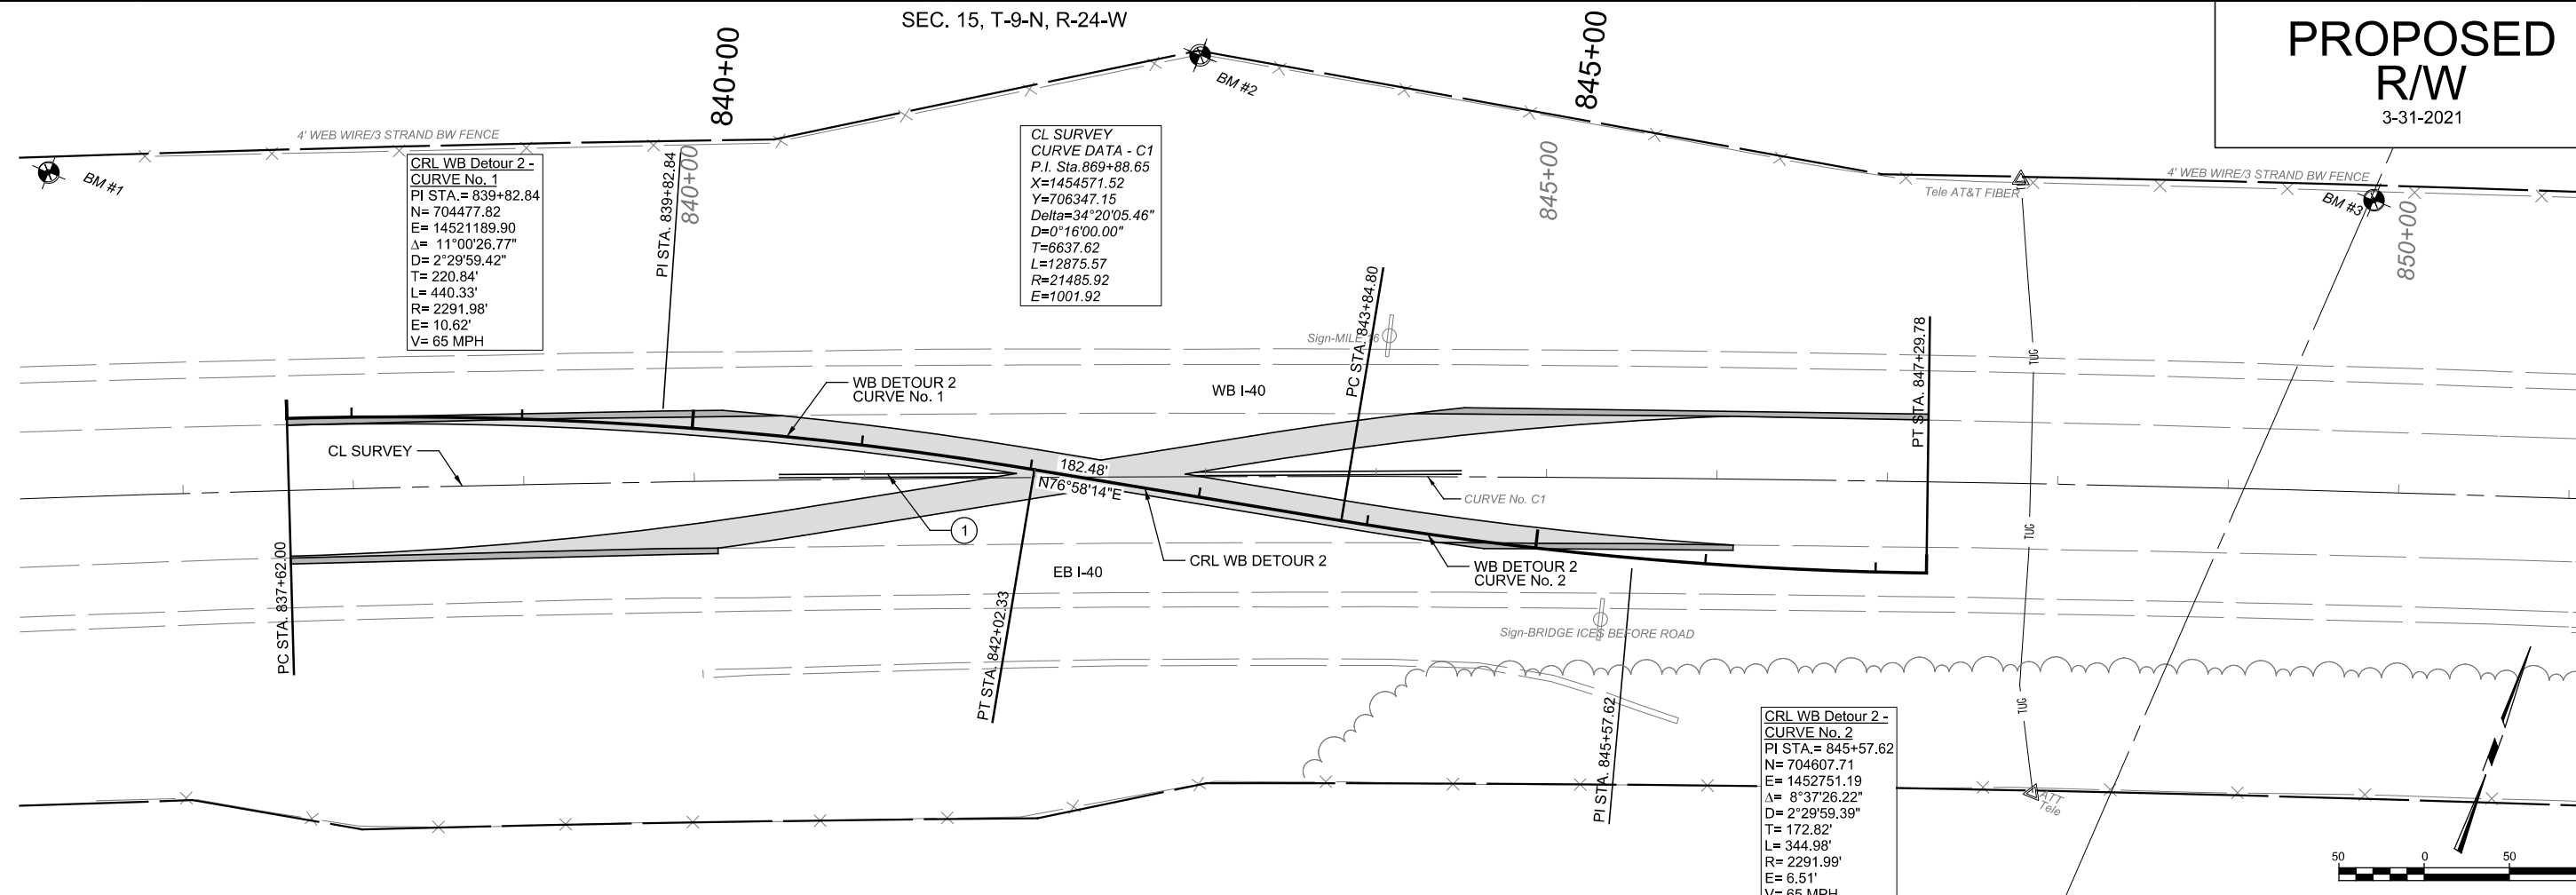 SEC. 15, T-9-N, R-24-W
PROPOSED
R/W
3-31-2021
840+00
845+00
BM #2
4' WEB WIRE/3 STRAND BW FENCE
BM #1
CRL WB Detour 2 -
CURVE No. 1
PI STA.= 839+82.84
N= 704477.82
E= 14521189.90
Δ= 11°00'26.77"
D= 2°29'59.42"
T= 220.84'
L= 440.33'
R= 2291.98'
E= 10.62'
V= 65 MPH
PI STA. 839+82.84
840+00
CL SURVEY
CURVE DATA - C1
P.I. Sta.869+88.65
X=1454571.52
Y=706347.15
Delta=34°20'05.46"
D=0°16'00.00"
T=6637.62
L=12875.57
R=21485.92
E=1001.92
845+00
Tele AT&T FIBER
4' WEB WIRE/3 STRAND BW FENCE
BM #3
850+00
PC STA. 843+84.80
Sign-MILE 6
PT STA. 847+29.78
TUG
WB DETOUR 2
CURVE No. 1
WB I-40
CL SURVEY
182.48'
N76°58'14"E
CURVE No. C1
1
TUG
CRL WB DETOUR 2
WB DETOUR 2
CURVE No. 2
EB I-40
PC STA. 837+62.00
PT STA. 842+02.33
Sign-BRIDGE ICES BEFORE ROAD
TUG
PI STA. 845+57.62
CRL WB Detour 2 -
CURVE No. 2
PI STA.= 845+57.62
N= 704607.71
E= 1452751.19
Δ= 8°37'26.22"
D= 2°29'59.39"
T= 172.82'
L= 344.98'
R= 2291.99'
E= 6.51'
V= 65 MPH
ATT
Tele
50 0 50